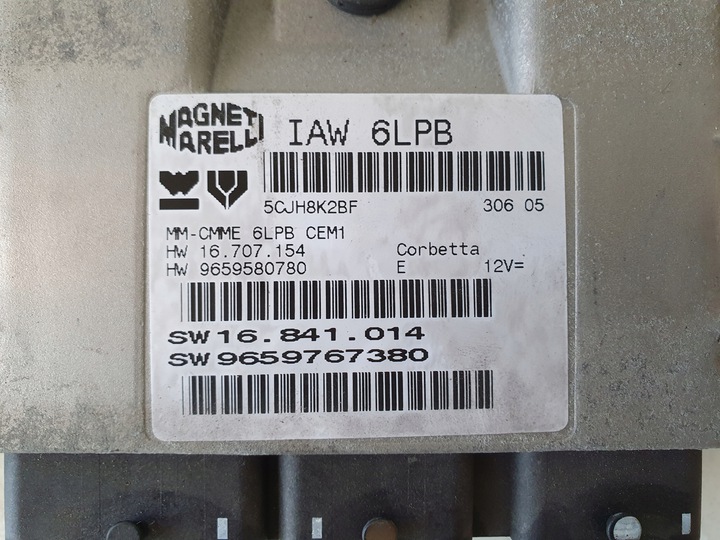 MAGNETI MARELLI
IAW 6LPB
5CJH8K2BF 306 05
MM-CMME 6LPB CEM1
HW 16.707.154 Corbetta
HW 9659580780 E 12V=
SW 16.841.014
SW 9659767380